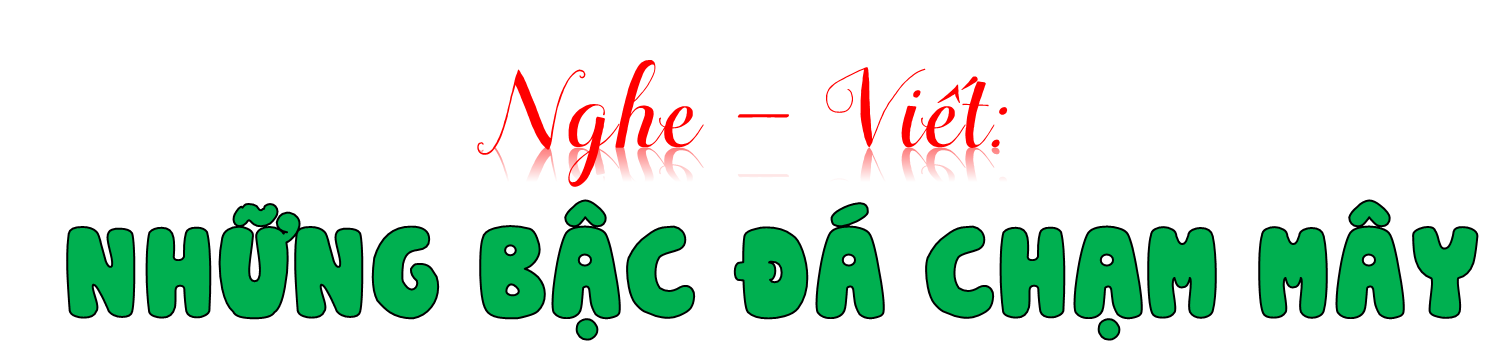 Nghe – Viết:
NHỮNG BẬC ĐÁ CHẠM MÂY